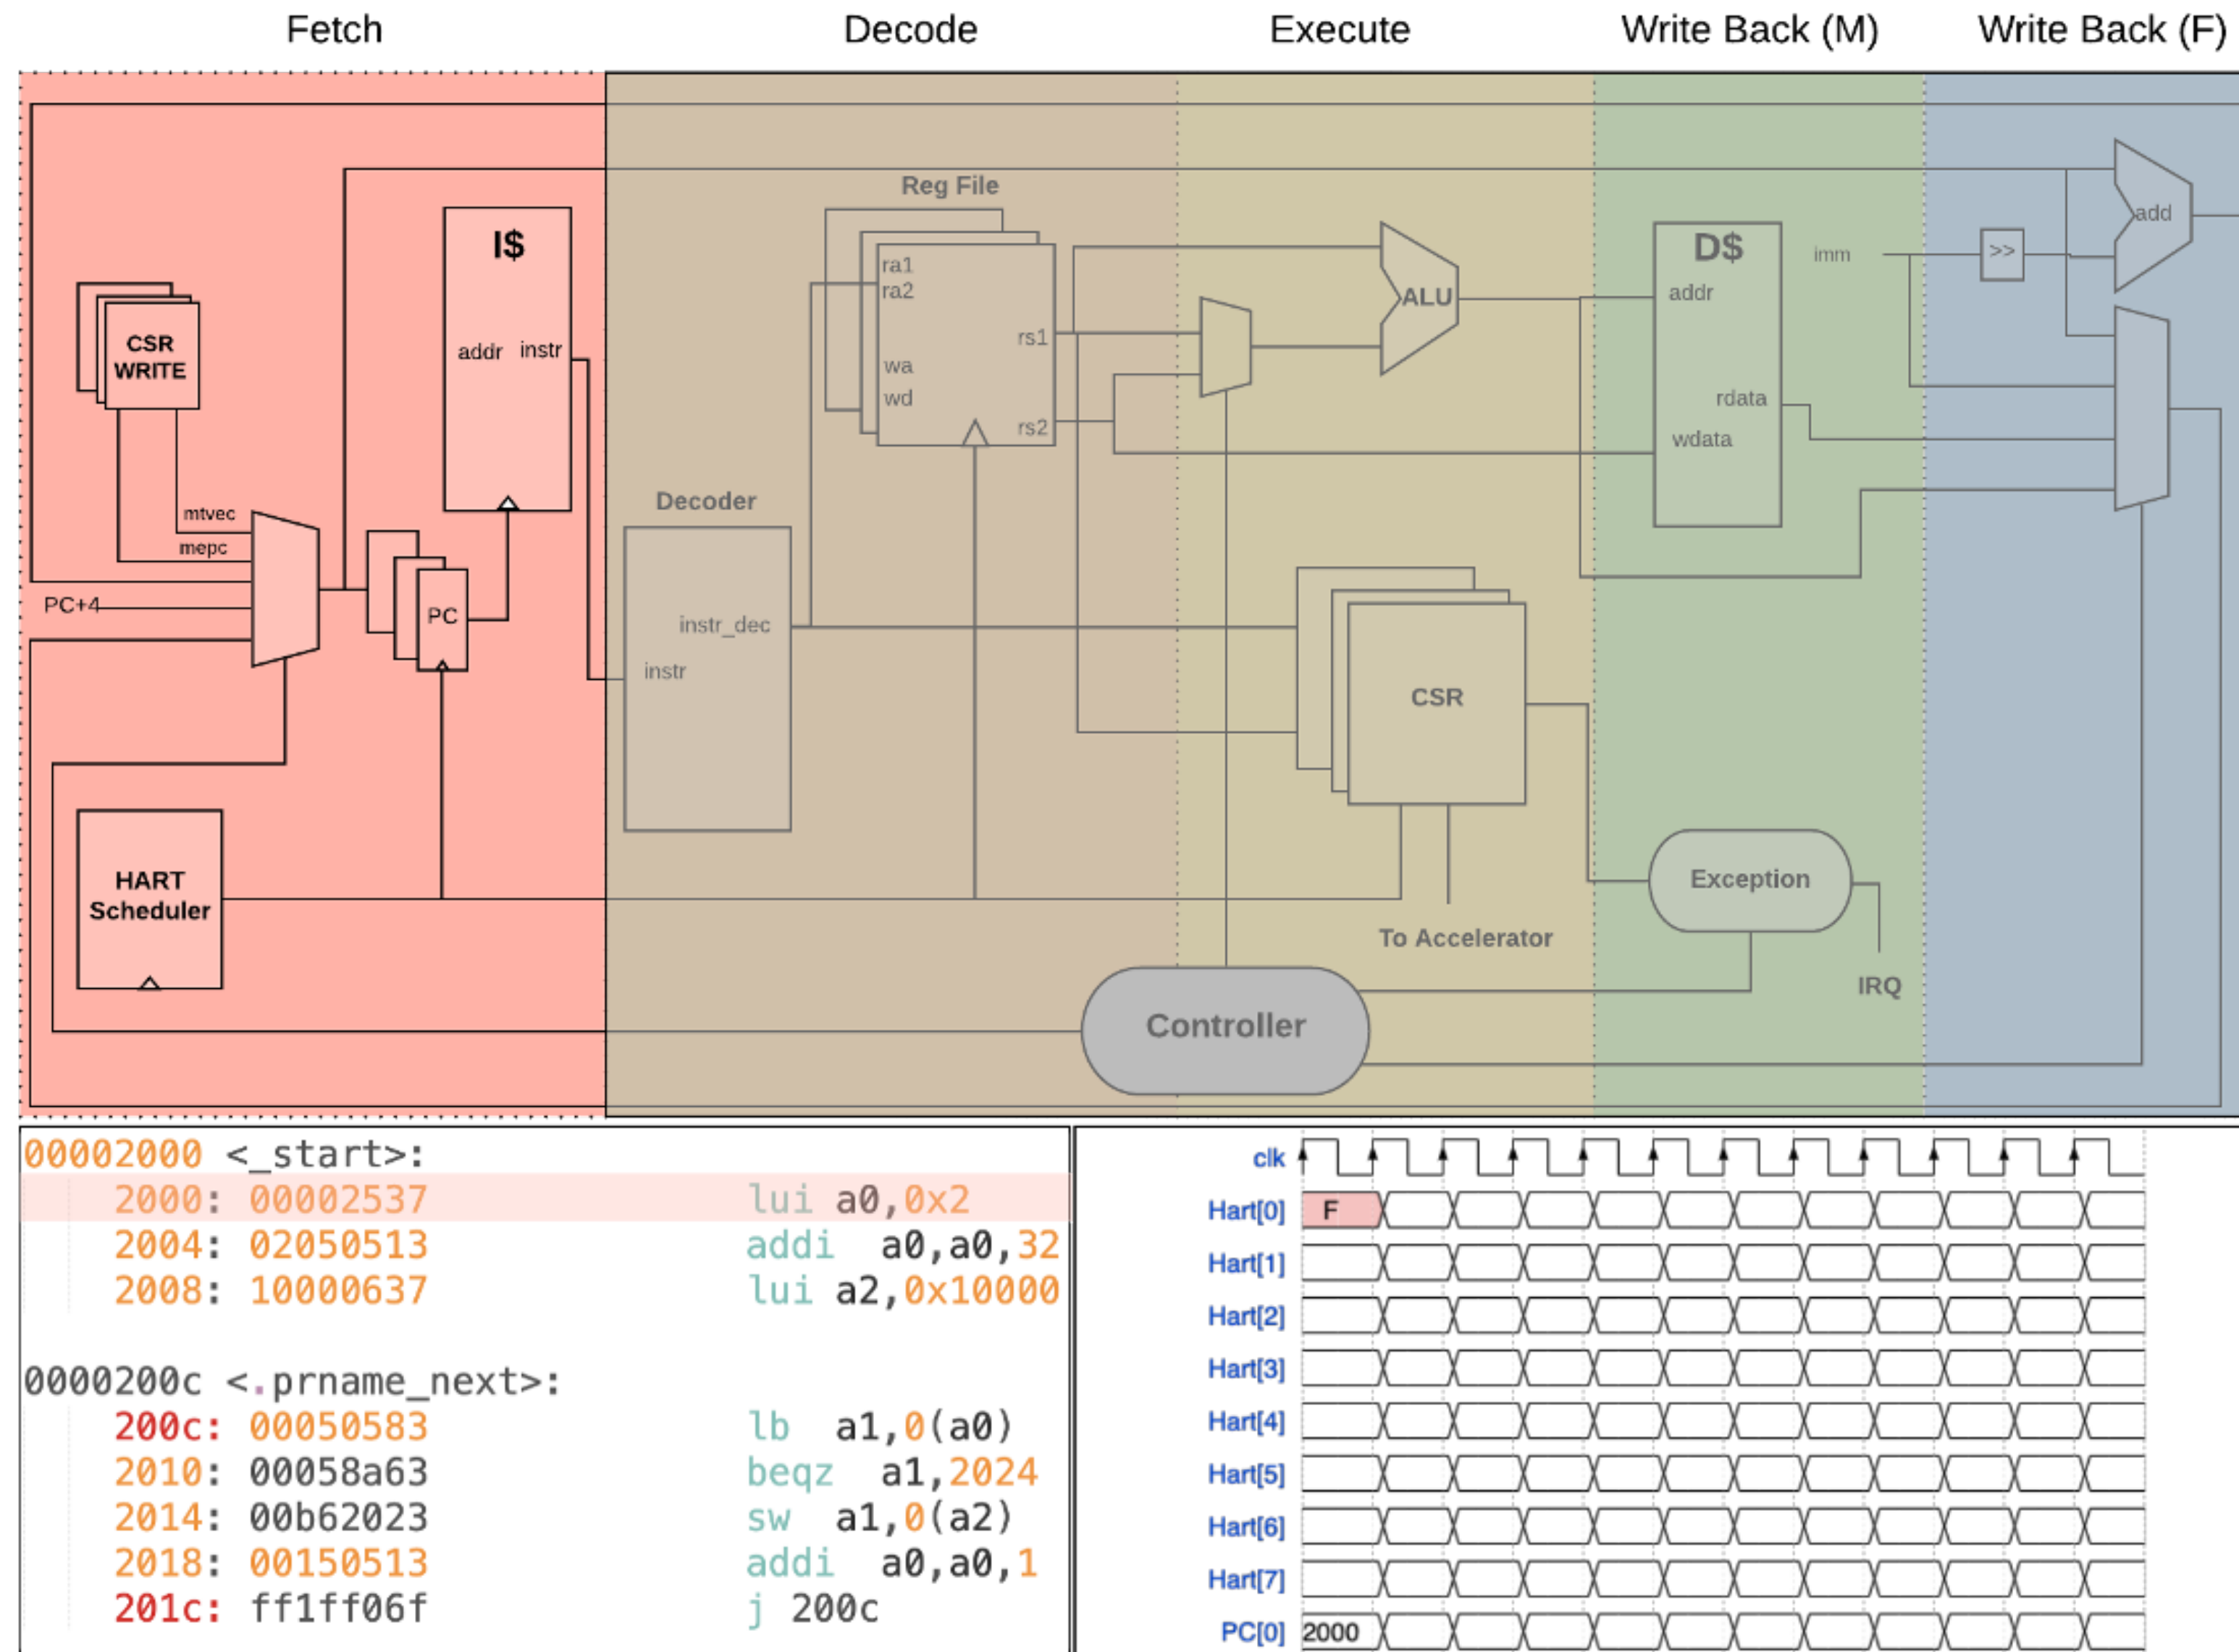 Fetch
Decode
Execute
Write Back (M)
Write Back (F)
CSR
WRITE
I$
addr instr
mtvec
mepc
PC+4
PC
HART
Scheduler
Reg File
ra1
ra2
rs1
wa
wd
rs2
Decoder
instr_dec
instr
ALU
CSR
To Accelerator
Controller
D$
addr
imm
rdata
wdata
Exception
IRQ
>>
add
00002000 <_start>:
2000: 00002537 lui a0,0x2
2004: 02050513 addi a0,a0,32
2008: 10000637 lui a2,0x10000
0000200c <.prname_next>:
200c: 00050583 lb a1,0(a0)
2010: 00058a63 beqz a1,2024
2014: 00b62023 sw a1,0(a2)
2018: 00150513 addi a0,a0,1
201c: ff1ff06f j 200c
clk
Hart[0] F
Hart[1]
Hart[2]
Hart[3]
Hart[4]
Hart[5]
Hart[6]
Hart[7]
PC[0] 2000